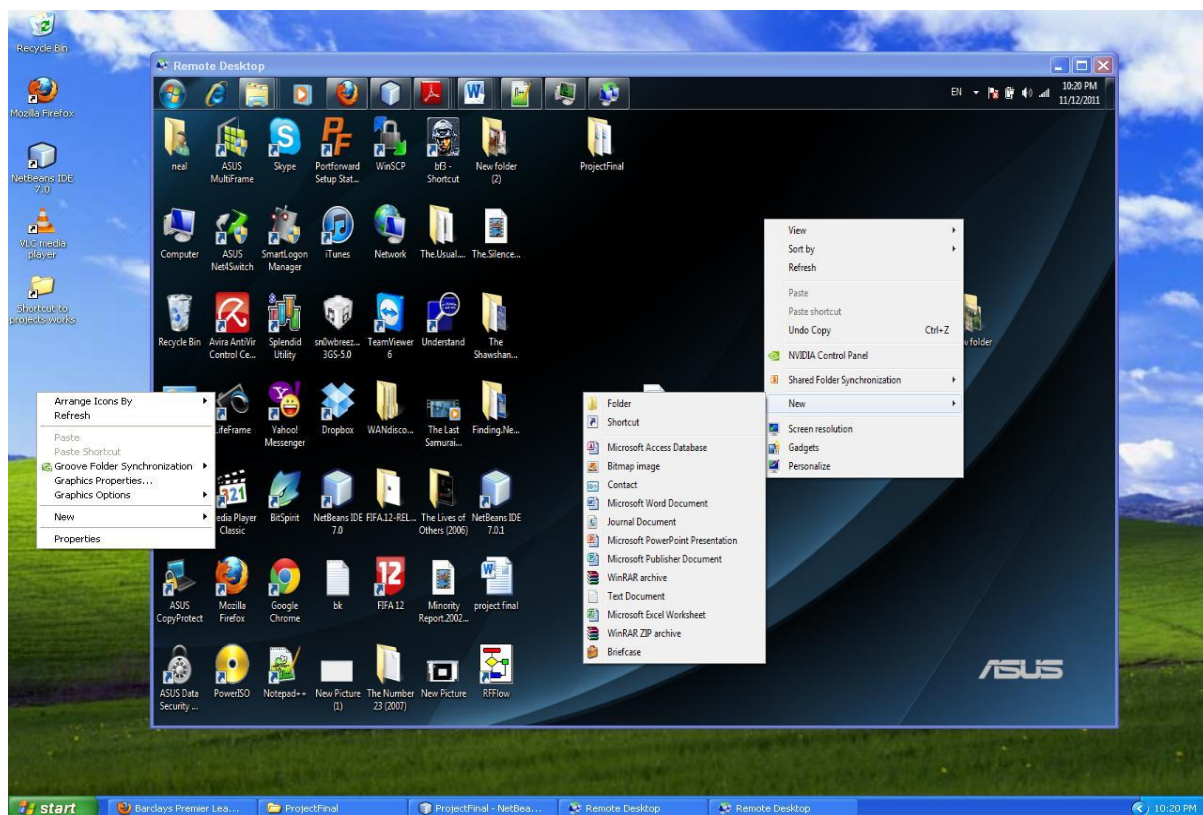 Recycle Bin
Mozilla Firefox
NetBeans IDE
7.0
VLC media
player
Shortcut to
projects works
Remote Desktop
EN
10:20 PM
11/12/2011
neal
ASUS
MultiFrame
Skype
Portforward
Setup Stat...
WinSCP
bf3 -
Shortcut
New folder
(2)
ProjectFinal
Computer
ASUS
Net4Switch
SmartLogon
Manager
iTunes
Network
The.Usual....
The.Silence...
Recycle Bin
Avira AntiVir
Control Ce...
Splendid
Utility
sn0wbreez...
3GS-5.0
TeamViewer
6
Understand
The
Shawshan...
LifeFrame
Yahoo!
Messenger
Dropbox
WANdisco...
The Last
Samurai...
Finding.Ne...
321
Classic
BitSpirit
NetBeans IDE
7.0
FIFA.12-REL...
The Lives of
Others (2006)
NetBeans IDE
7.0.1
ASUS
CopyProtect
Mozilla
Firefox
Google
Chrome
bk
12
FIFA 12
Minority
Report.2002...
project final
ASUS Data
Security ...
PowerISO
Notepad++
New Picture
(1)
The Number
23 (2007)
New Picture
RFFlow
View
Sort by
Refresh
Paste
Paste shortcut
Undo Copy Ctrl+Z
NVIDIA Control Panel
Shared Folder Synchronization
New
Screen resolution
Gadgets
Personalize
Folder
Shortcut
Microsoft Access Database
Bitmap image
Contact
Microsoft Word Document
Journal Document
Microsoft PowerPoint Presentation
Microsoft Publisher Document
WinRAR archive
Text Document
Microsoft Excel Worksheet
WinRAR ZIP archive
Briefcase
Arrange Icons By
Refresh
Paste
Paste Shortcut
Groove Folder Synchronization
Graphics Properties...
Graphics Options
New
Properties
ASUS
start
Barclays Premier Lea...
ProjectFinal
ProjectFinal - NetBea...
Remote Desktop
Remote Desktop
10:20 PM